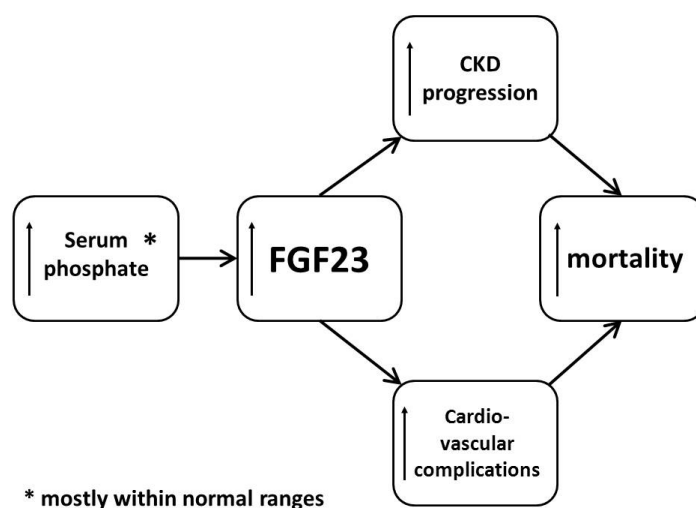 CKD
progression
Serum *
phosphate
FGF23
mortality
Cardio-
vascular
complications
* mostly within normal ranges